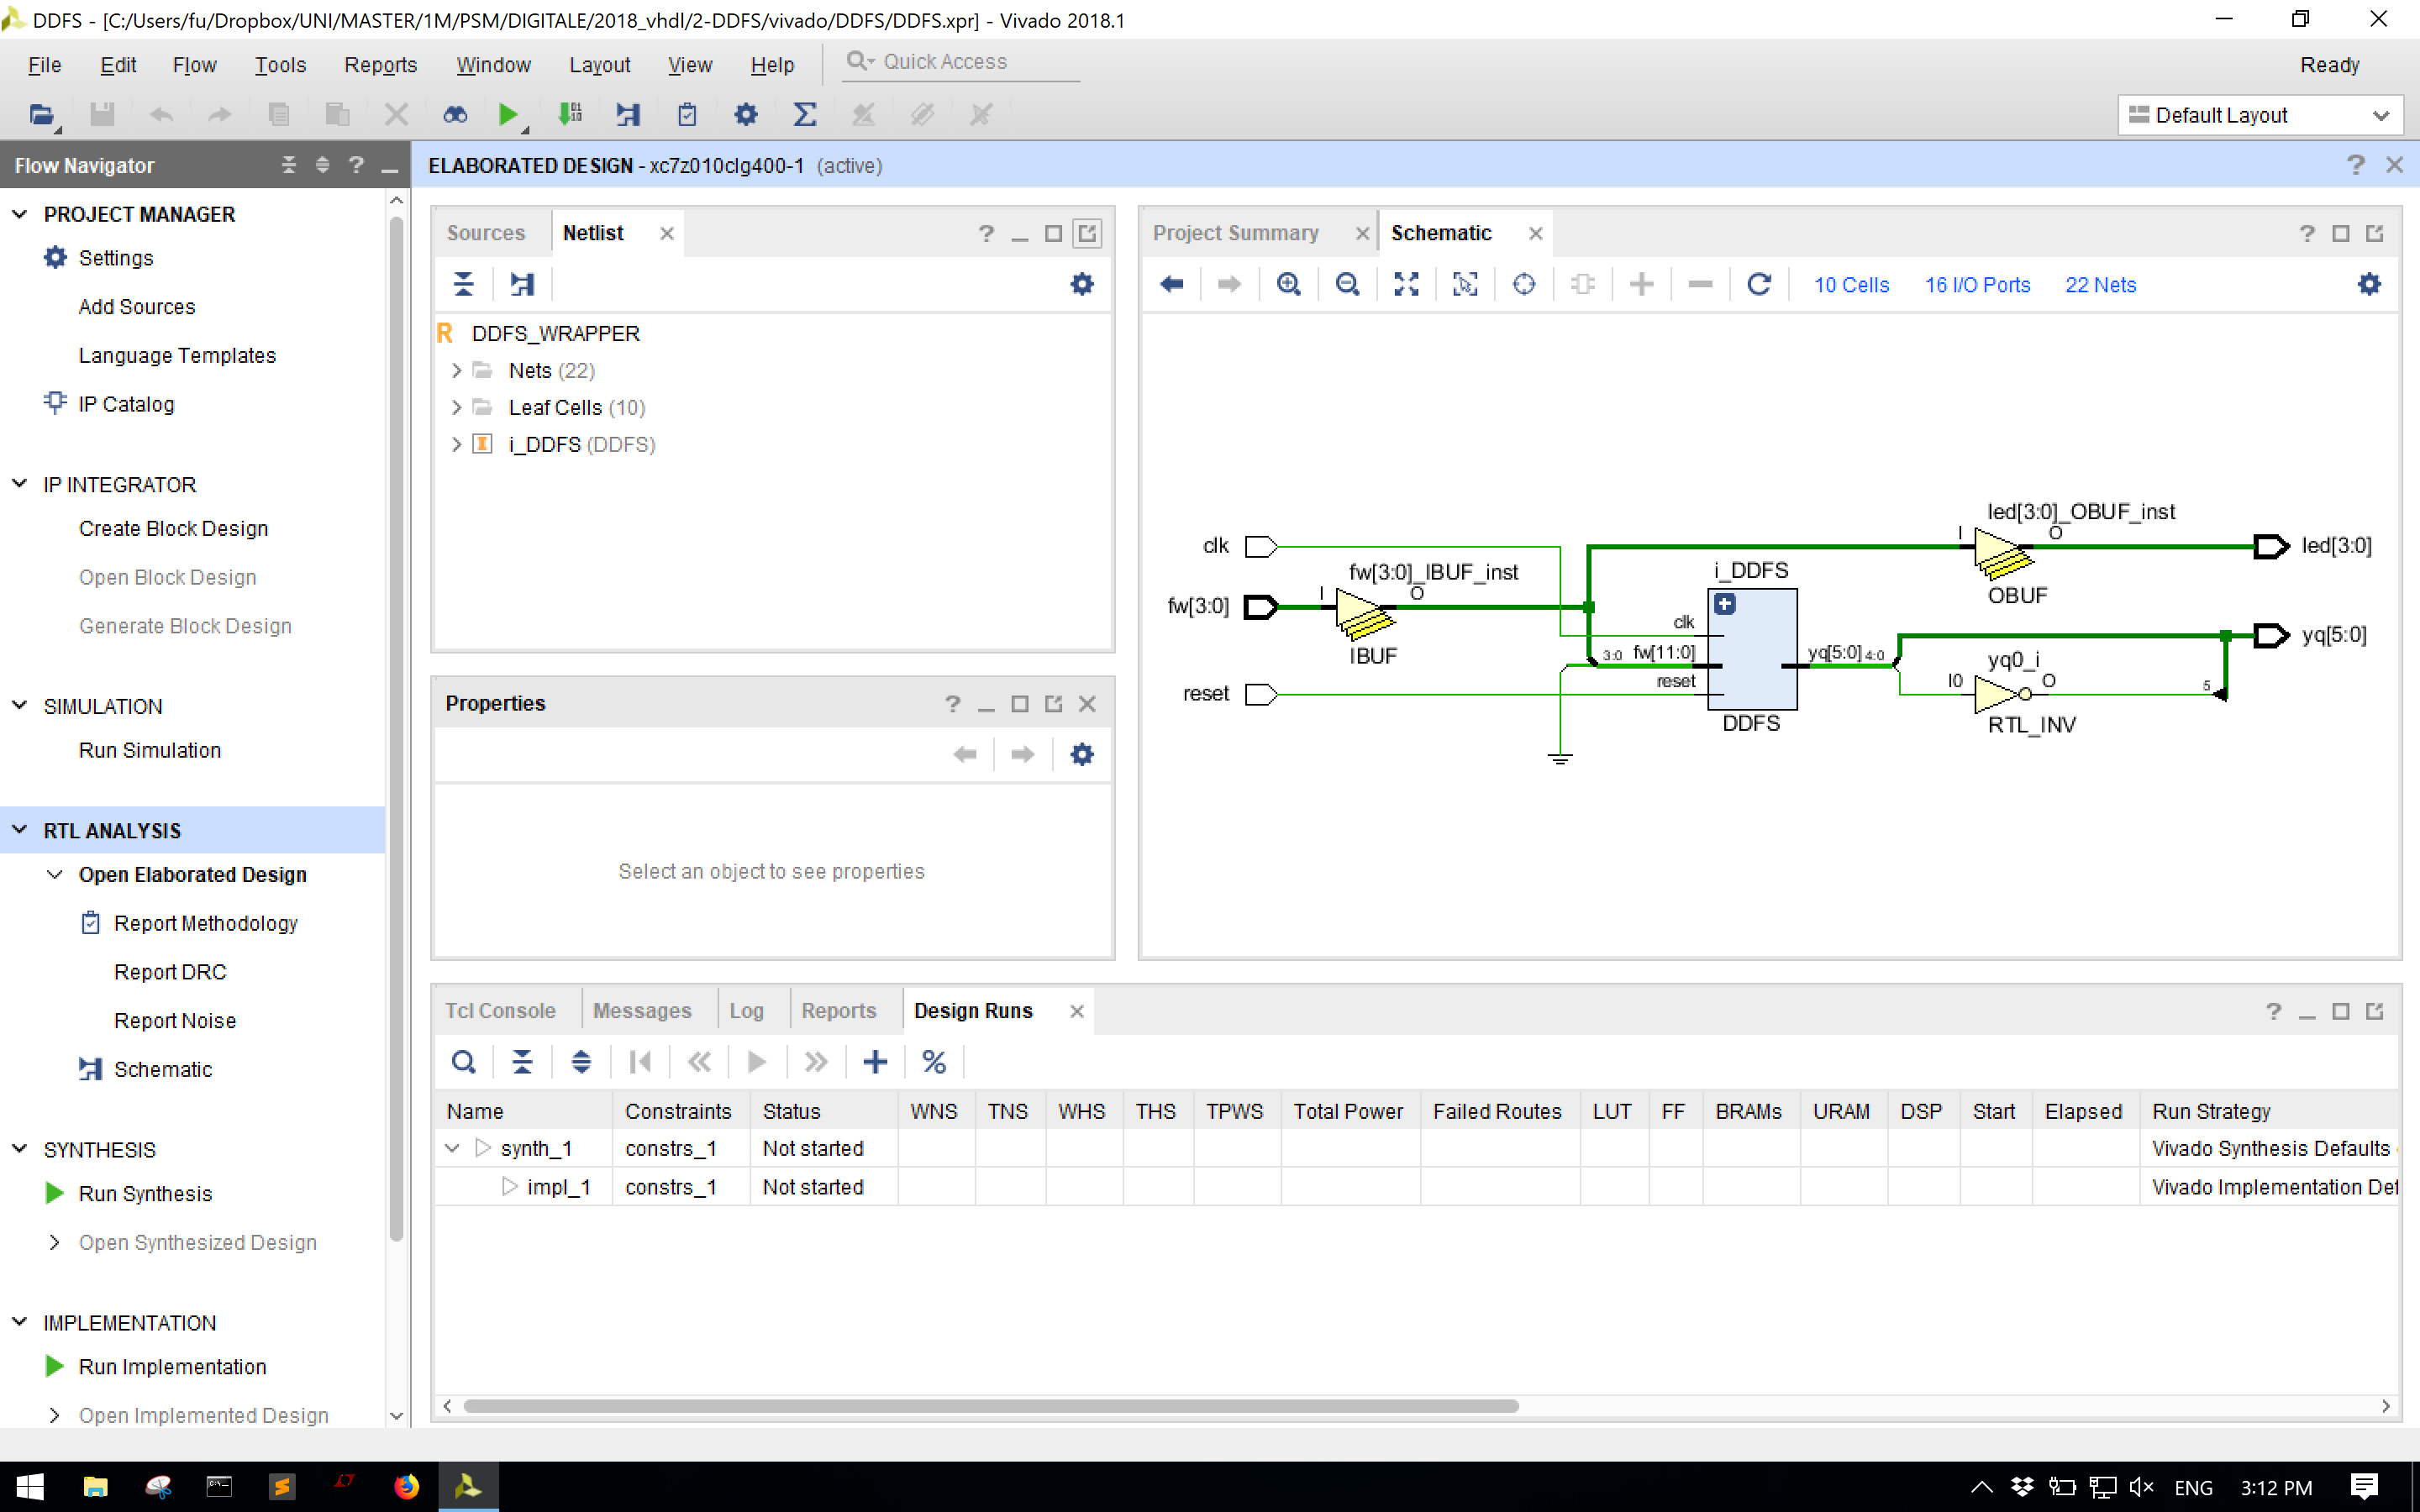 DDFS - [C:/Users/fu/Dropbox/UNI/MASTER/1M/PSM/DIGITALE/2018_vhdl/2-DDFS/vivado/DDFS/DDFS.xpr] - Vivado 2018.1
File Edit Flow Tools Reports Window Layout View Help Quick Access Ready
Default Layout
Flow Navigator
ELABORATED DESIGN - xc7z010clg400-1 (active)
PROJECT MANAGER
Settings
Add Sources
Language Templates
IP Catalog
IP INTEGRATOR
Create Block Design
Open Block Design
Generate Block Design
SIMULATION
Run Simulation
RTL ANALYSIS
Open Elaborated Design
Report Methodology
Report DRC
Report Noise
Schematic
SYNTHESIS
Run Synthesis
Open Synthesized Design
IMPLEMENTATION
Run Implementation
Open Implemented Design
Sources Netlist
R DDFS_WRAPPER
Nets (22)
Leaf Cells (10)
I i_DDFS (DDFS)
Properties
Select an object to see properties
Project Summary Schematic
10 Cells 16 I/O Ports 22 Nets
led[3:0]_OBUF_inst
I O
clk led[3:0]
OBUF
fw[3:0]_IBUF_inst
I O
fw[3:0]
IBUF
i_DDFS
clk
3:0 fw[11:0] yq[5:0] 4:0
reset
DDFS
reset
yq[5:0]
yq0_i
I0 O 5
RTL_INV
Tcl Console Messages Log Reports Design Runs
Name Constraints Status WNS TNS WHS THS TPWS Total Power Failed Routes LUT FF BRAMs URAM DSP Start Elapsed Run Strategy
synth_1 constrs_1 Not started Vivado Synthesis Defaults
impl_1 constrs_1 Not started Vivado Implementation Def
ENG 3:12 PM